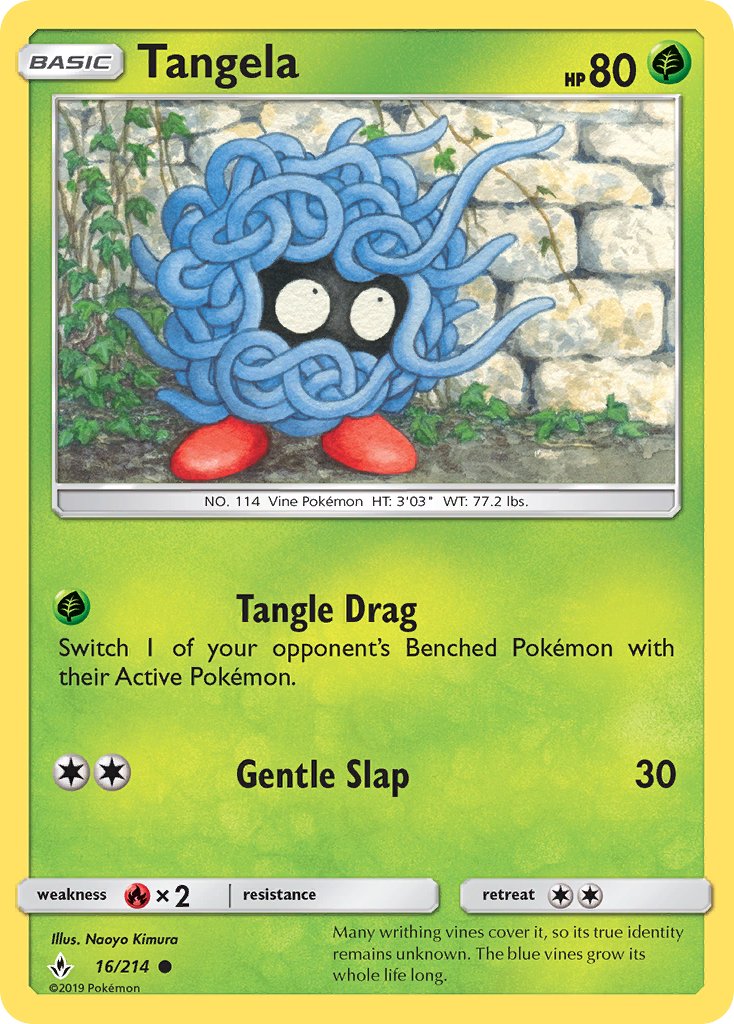 BASIC Tangela HP 80
NO. 114 Vine Pokémon HT: 3'03" WT: 77.2 lbs.
Tangle Drag
Switch 1 of your opponent's Benched Pokémon with
their Active Pokémon.
Gentle Slap 30
weakness × 2 resistance retreat
Illus. Naoyo Kimura
16/214
©2019 Pokémon
Many writhing vines cover it, so its true identity
remains unknown. The blue vines grow its
whole life long.